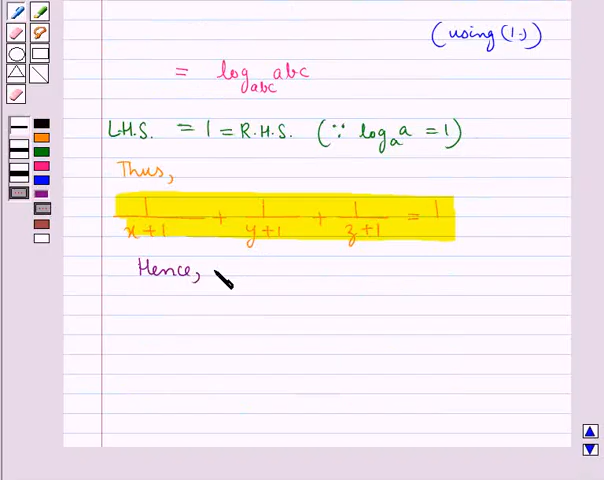 (using (1))
= log_abc abc
L.H.S. = 1 = R.H.S. (∵ log_a a = 1)
Thus,
1/(x+1) + 1/(y+1) + 1/(z+1) = 1
Hence,